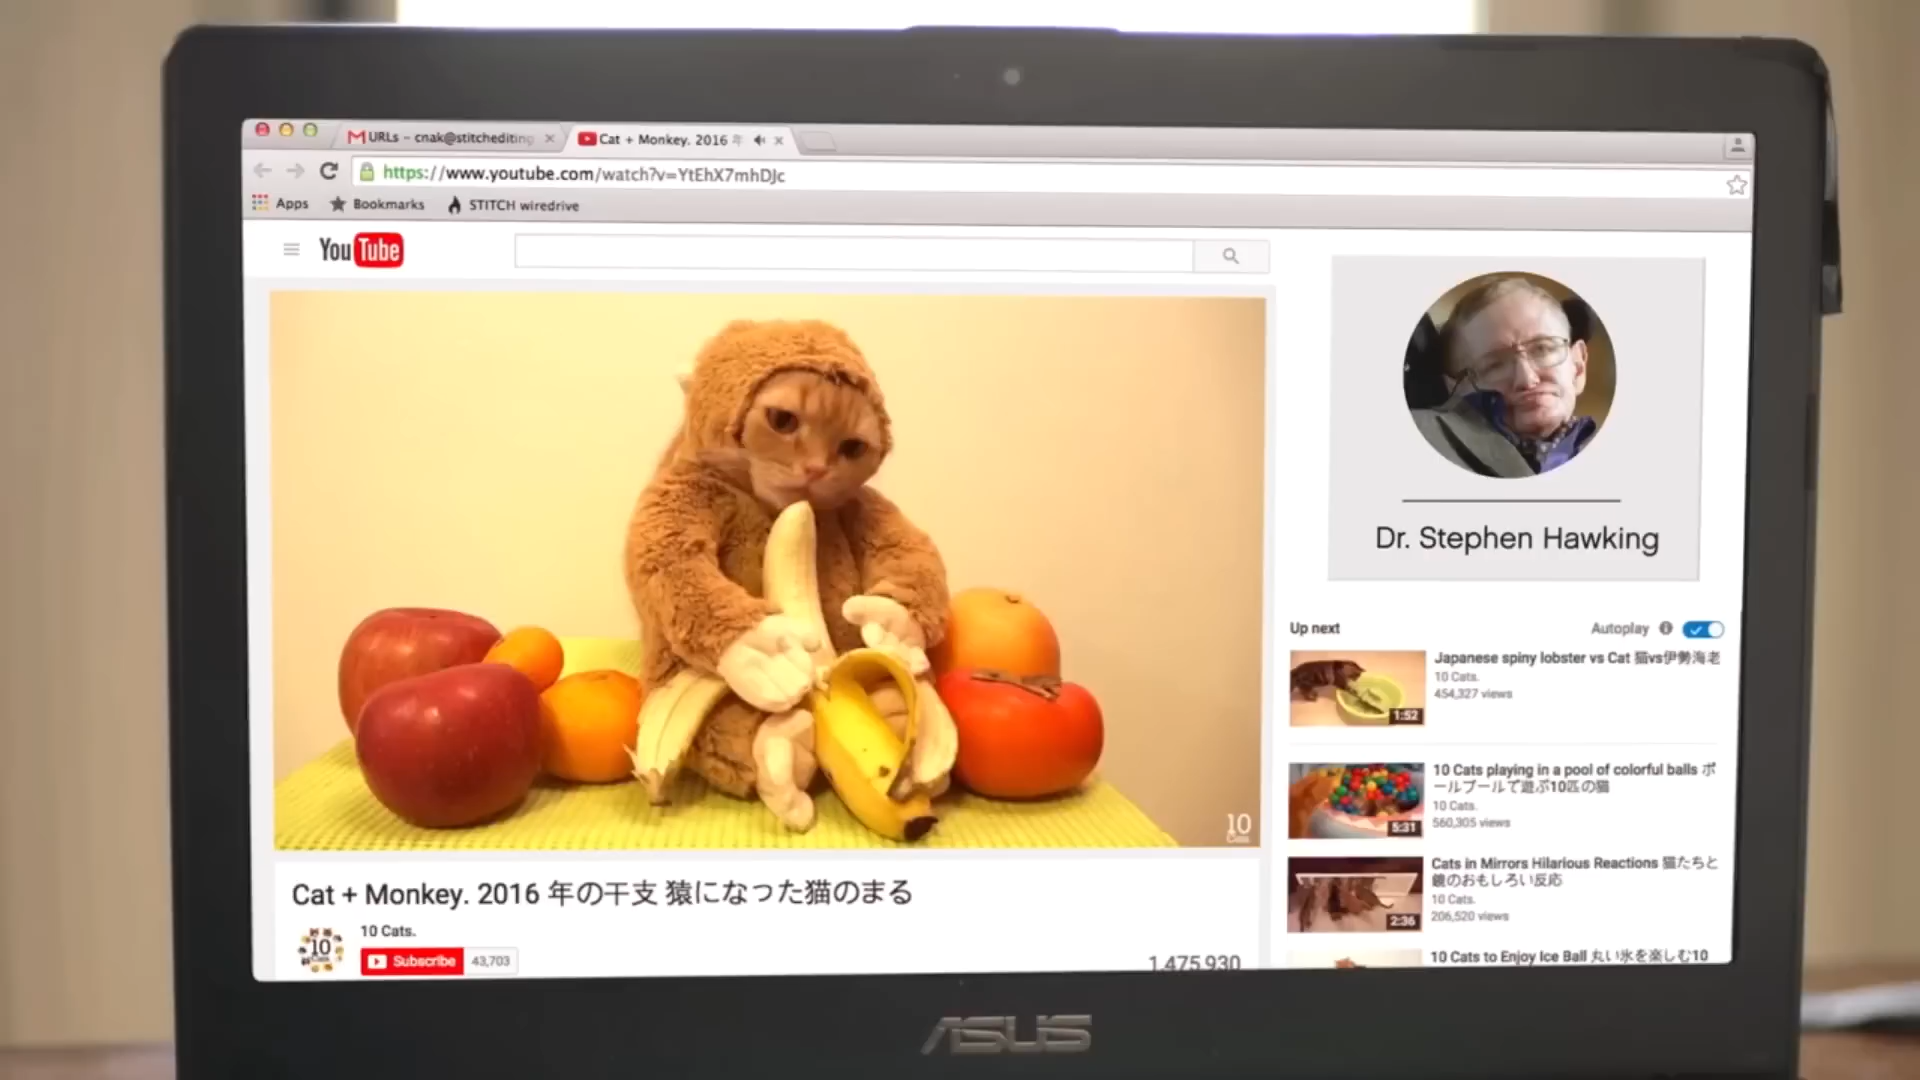 URLs – cnak@stitchediting
Cat + Monkey. 2016 年
https://www.youtube.com/watch?v=YtEhX7mhDJc
Apps
Bookmarks
STITCH wiredrive
YouTube
10
Cats
Cat + Monkey. 2016 年の干支 猿になった猫のまる
10
Cats
10 Cats.
Subscribe
43,703
1,475,930
Dr. Stephen Hawking
Up next
Autoplay
1:52
Japanese spiny lobster vs Cat 猫vs伊勢海老
10 Cats.
454,327 views
5:31
10 Cats playing in a pool of colorful balls ボ
ールプールで遊ぶ10匹の猫
10 Cats.
560,305 views
2:36
Cats in Mirrors Hilarious Reactions 猫たちと
鏡のおもしろい反応
10 Cats.
206,520 views
10 Cats to Enjoy Ice Ball 丸い氷を楽しむ10
ASUS